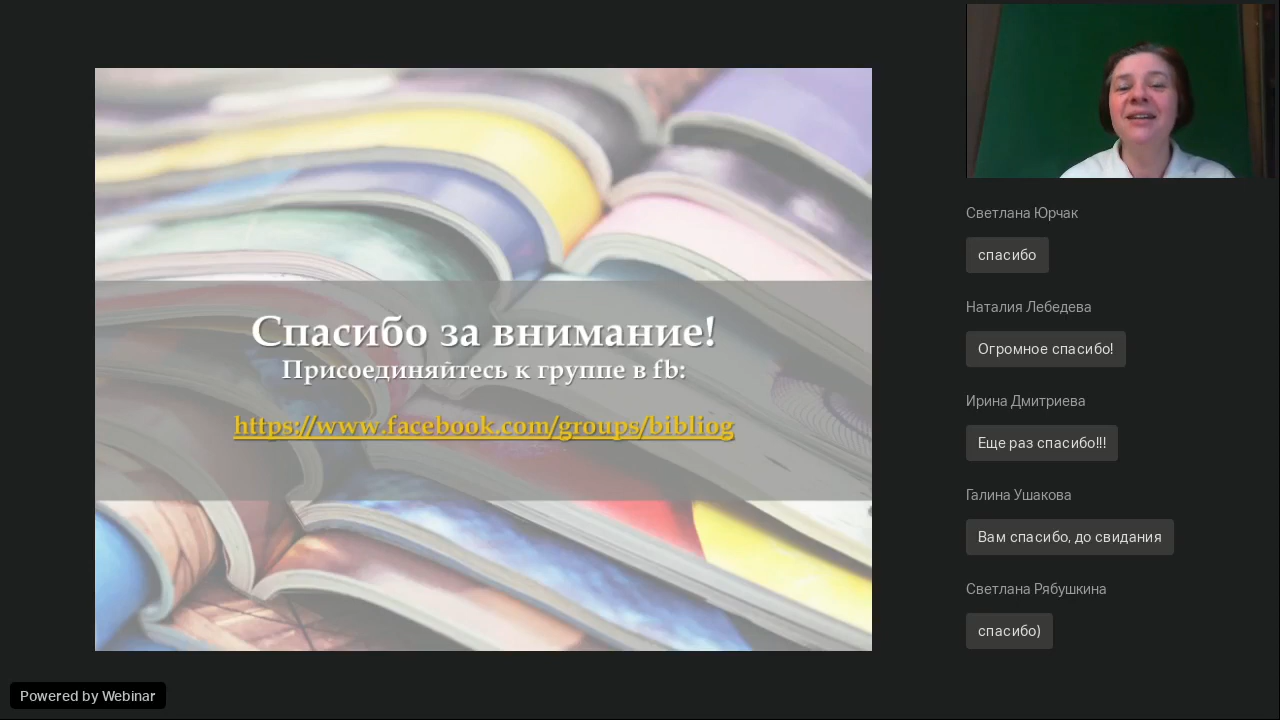 Спасибо за внимание!
Присоединяйтесь к группе в fb:
https://www.facebook.com/groups/bibliog
Светлана Юрчак
спасибо
Наталия Лебедева
Огромное спасибо!
Ирина Дмитриева
Еще раз спасибо!!!
Галина Ушакова
Вам спасибо, до свидания
Светлана Рябушкина
спасибо)
Powered by Webinar